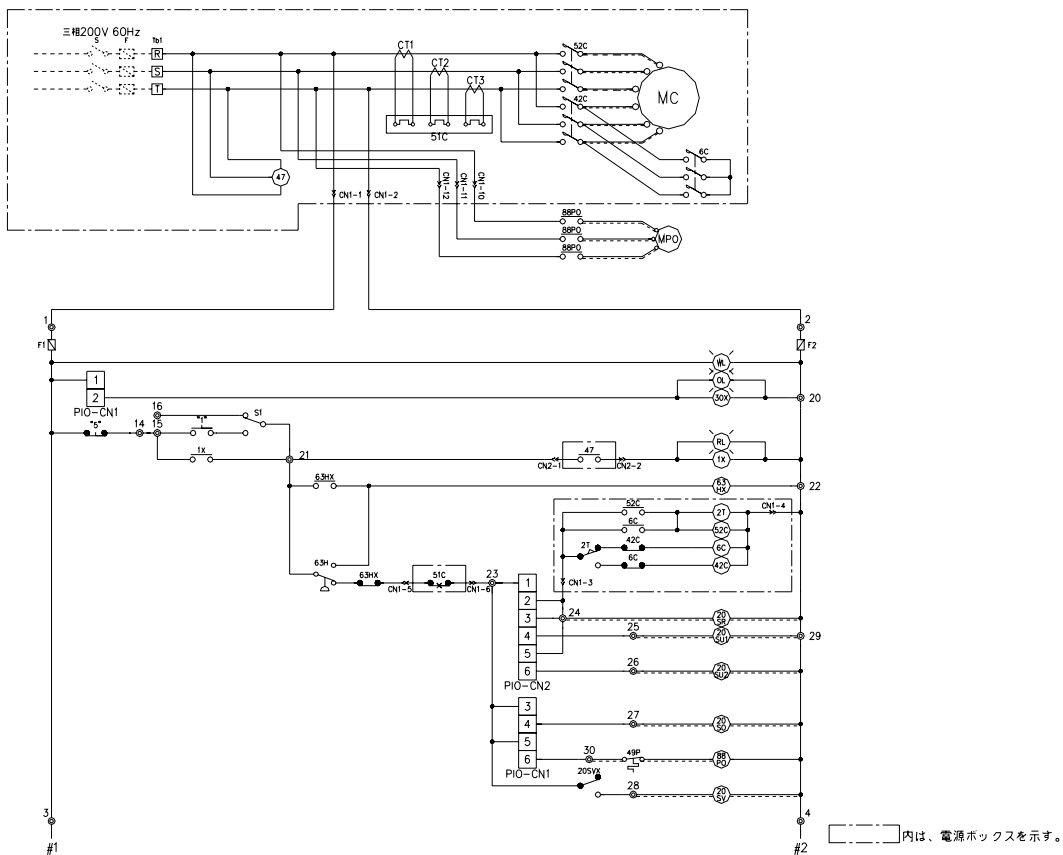 三相200V 60Hz
S F Tb1
R
S
T
CT1
CT2
CT3
51C
52C
42C
MC
6C
47
CN1-1
CN1-2
CN1-12
CN1-11
CN1-10
88PO
88PO
88PO
MPO
1
2
F1
F2
WL
OL
30X
20
1
2
PIO-CN1
"5"
14
15
16
"1"
S1
1X
21
CN2-1
47
CN2-2
RL
1X
63HX
63HX
22
52C
2T
CN1-4
6C
52C
2T
42C
6C
6C
42C
63H
63HX
CN1-5
51C
CN1-6
23
CN1-3
1
2
3
4
5
6
PIO-CN2
24
20SR
25
20SU1
29
26
20SU2
3
4
5
6
PIO-CN1
27
20SO
30
49P
88PO
20SVX
28
20SV
3
4
#1
#2
内は、電源ボックスを示す。